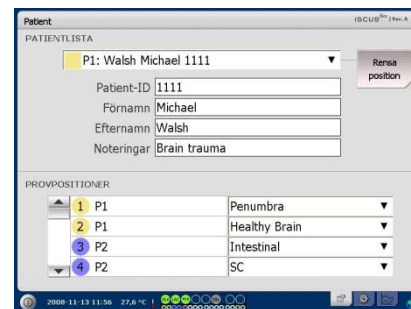 Patient
ISCUSflex | Rev. A
PATIENTLISTA
P1: Walsh Michael 1111
Rensa
position
Patient-ID 1111
Förnamn Michael
Efternamn Walsh
Noteringar Brain trauma
PROVPOSITIONER
1 P1 Penumbra
2 P1 Healthy Brain
3 P2 Intestinal
4 P2 SC
2008-11-13 11:56 27,6 °C